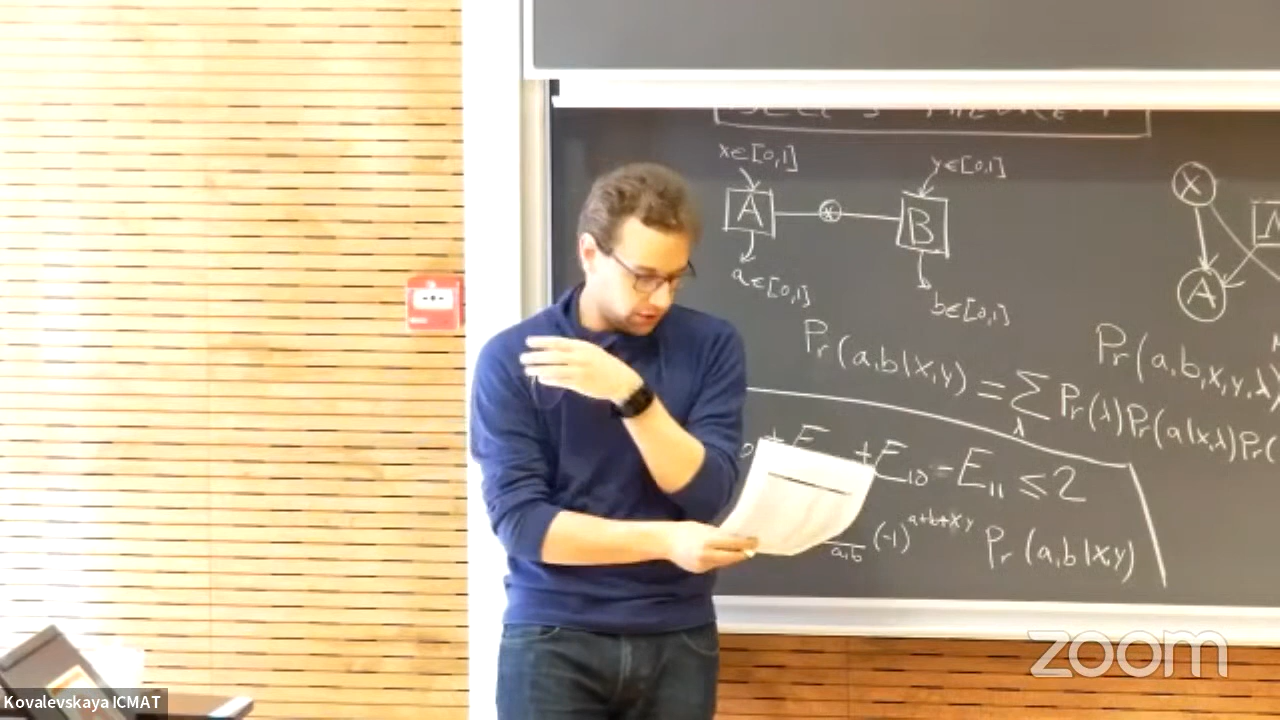 x∈[0,1]
y∈[0,1]
A
*
B
X
a∈[0,1]
b∈[0,1]
A
Pr(a,b|x,y) = Σ_λ Pr(λ)Pr(a|x,λ)Pr(
Pr(a,b,x,y,λ)
+E₁₀ - E₁₁ ≤ 2
a,b (-1)^{a+b+xy} Pr(a,b|x,y)
zoom
Kovalevskaya ICMAT